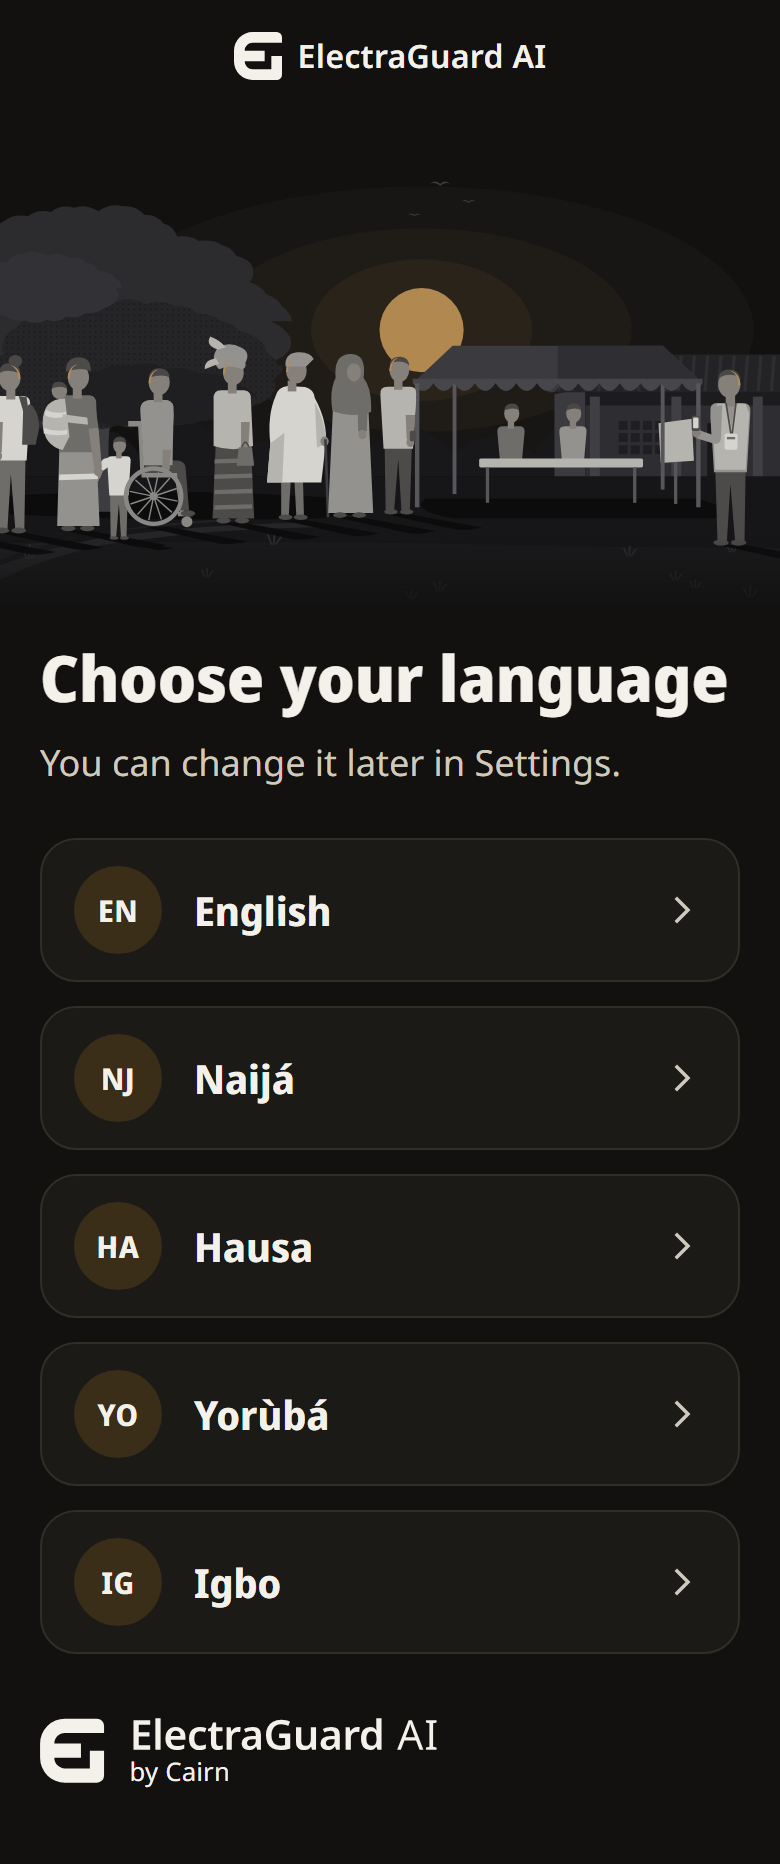 ElectraGuard AI
Choose your language
You can change it later in Settings.
EN English
NJ Naijá
HA Hausa
YO Yorùbá
IG Igbo
ElectraGuard AI
by Cairn